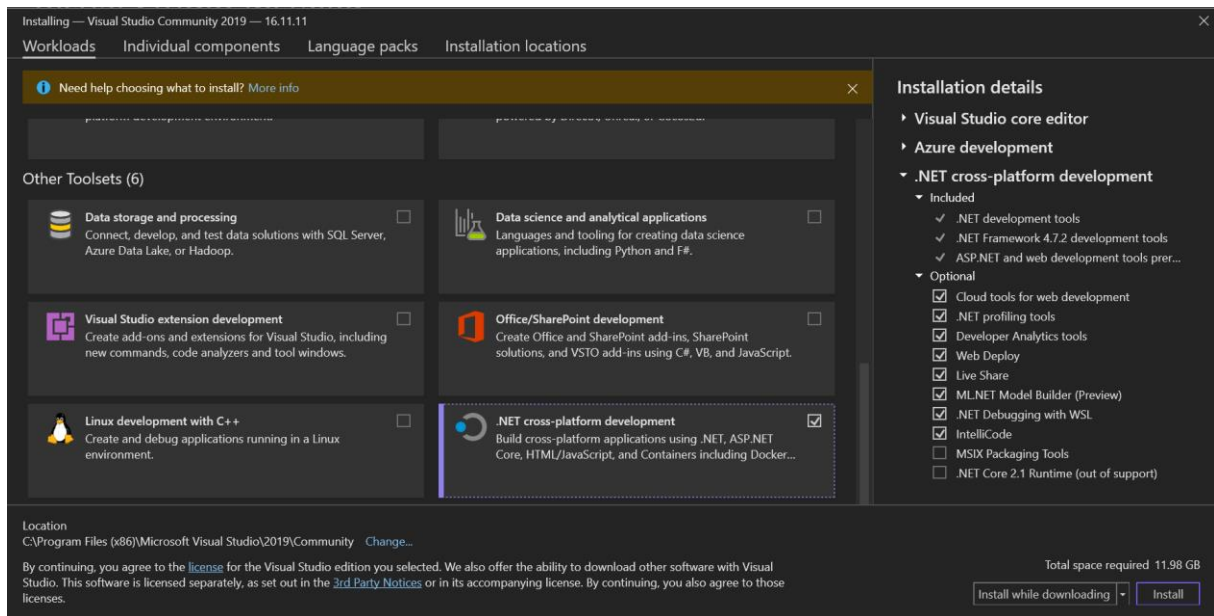 Installing — Visual Studio Community 2019 — 16.11.11
Workloads Individual components Language packs Installation locations
Need help choosing what to install? More info
Other Toolsets (6)
Data storage and processing
Connect, develop, and test data solutions with SQL Server,
Azure Data Lake, or Hadoop.
Data science and analytical applications
Languages and tooling for creating data science
applications, including Python and F#.
Visual Studio extension development
Create add-ons and extensions for Visual Studio, including
new commands, code analyzers and tool windows.
Office/SharePoint development
Create Office and SharePoint add-ins, SharePoint
solutions, and VSTO add-ins using C#, VB, and JavaScript.
Linux development with C++
Create and debug applications running in a Linux
environment.
.NET cross-platform development
Build cross-platform applications using .NET, ASP.NET
Core, HTML/JavaScript, and Containers including Docker...
Installation details
Visual Studio core editor
Azure development
.NET cross-platform development
Included
.NET development tools
.NET Framework 4.7.2 development tools
ASP.NET and web development tools prer...
Optional
Cloud tools for web development
.NET profiling tools
Developer Analytics tools
Web Deploy
Live Share
ML.NET Model Builder (Preview)
.NET Debugging with WSL
IntelliCode
MSIX Packaging Tools
.NET Core 2.1 Runtime (out of support)
Location
C:\Program Files (x86)\Microsoft Visual Studio\2019\Community Change...
By continuing, you agree to the license for the Visual Studio edition you selected. We also offer the ability to download other software with Visual
Studio. This software is licensed separately, as set out in the 3rd Party Notices or in its accompanying license. By continuing, you also agree to those
licenses.
Total space required 11.98 GB
Install while downloading Install